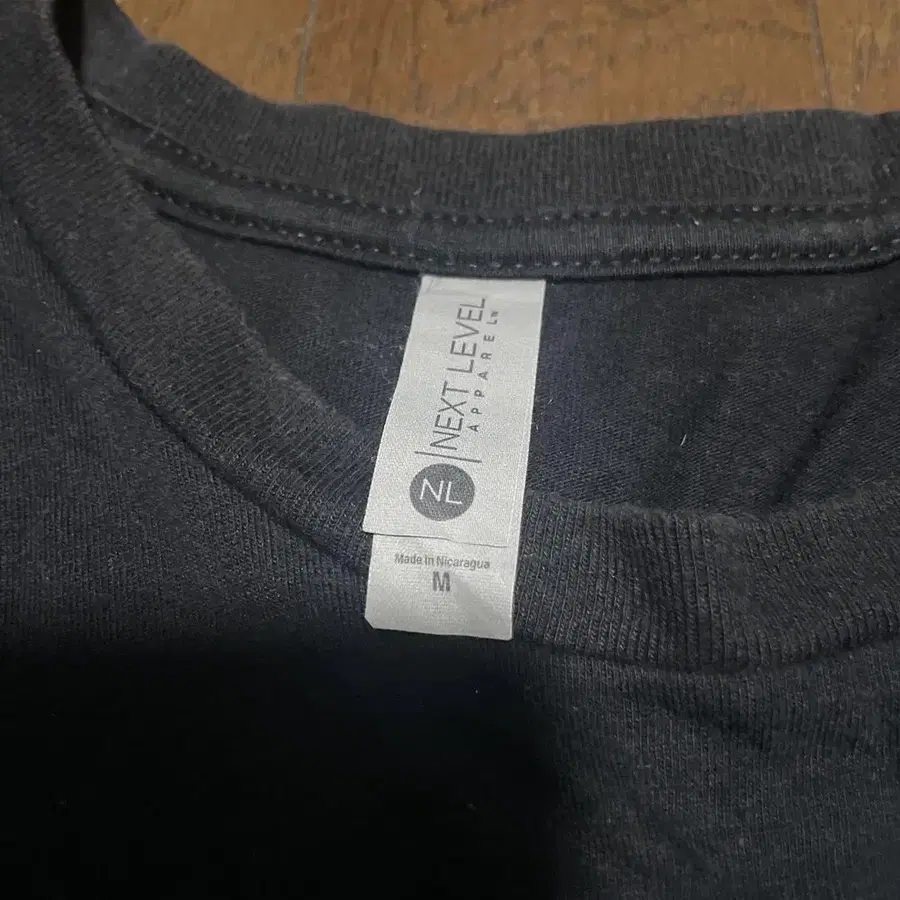 NEXT LEVEL
APPAREL
NL
Made in Nicaragua
M